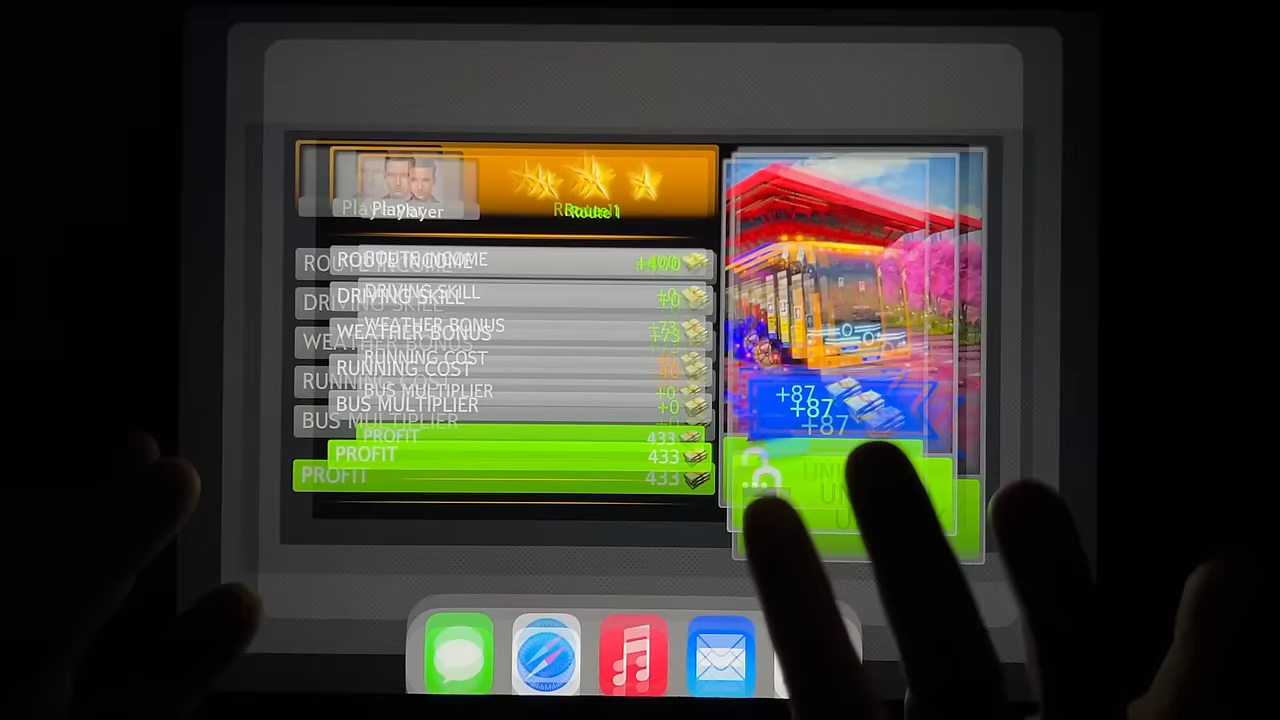 Player
Route 1
ROUTE INCOME +400
DRIVING SKILL +0
WEATHER BONUS +73
RUNNING COST
BUS MULTIPLIER +0
PROFIT 433
+87